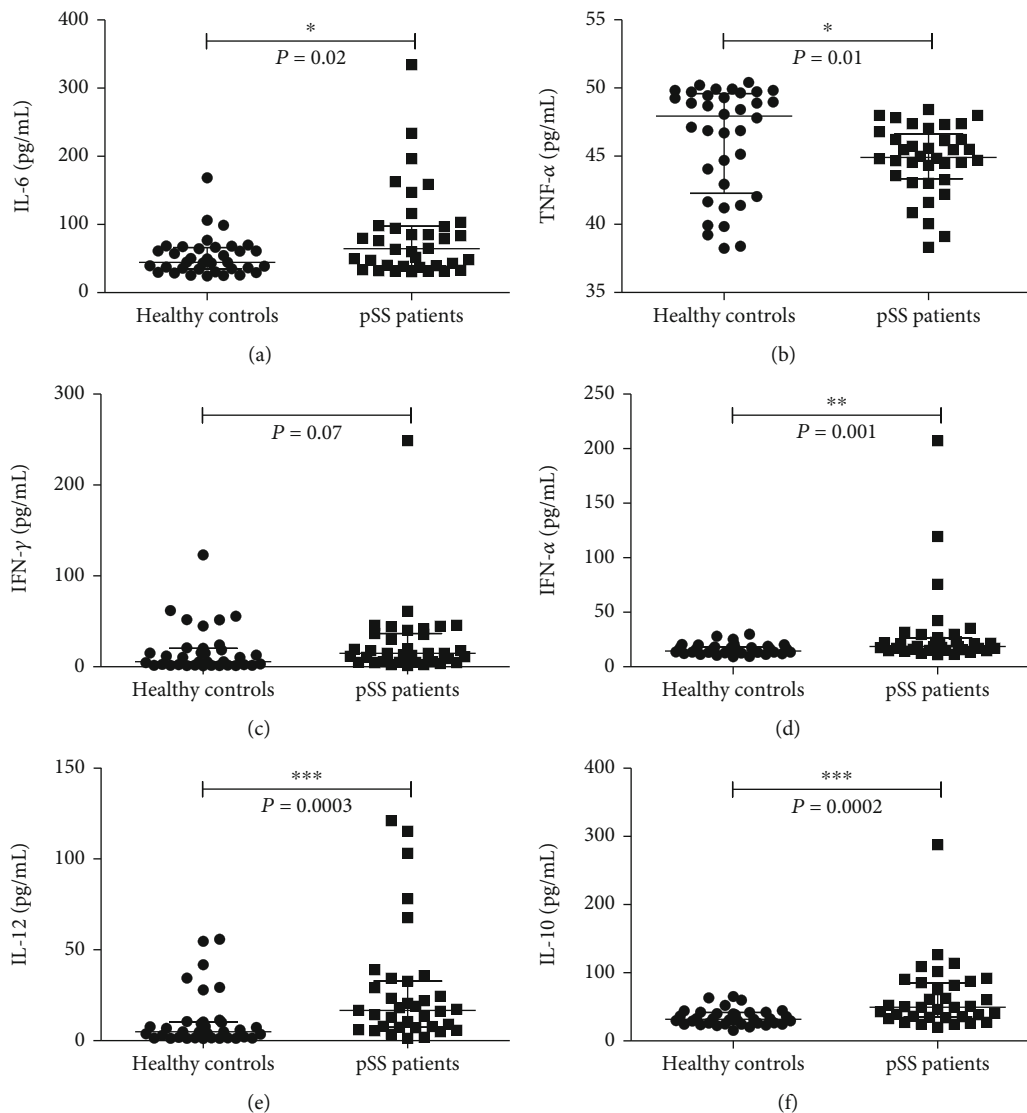 400
300
200
100
0
IL-6 (pg/mL)
*
P = 0.02
Healthy controls
pSS patients
(a)
55
50
45
40
35
TNF-α (pg/mL)
*
P = 0.01
Healthy controls
pSS patients
(b)
300
200
100
0
IFN-γ (pg/mL)
P = 0.07
Healthy controls
pSS patients
(c)
250
200
150
100
50
0
IFN-α (pg/mL)
**
P = 0.001
Healthy controls
pSS patients
(d)
150
100
50
0
IL-12 (pg/mL)
***
P = 0.0003
Healthy controls
pSS patients
(e)
400
300
200
100
0
IL-10 (pg/mL)
***
P = 0.0002
Healthy controls
pSS patients
(f)